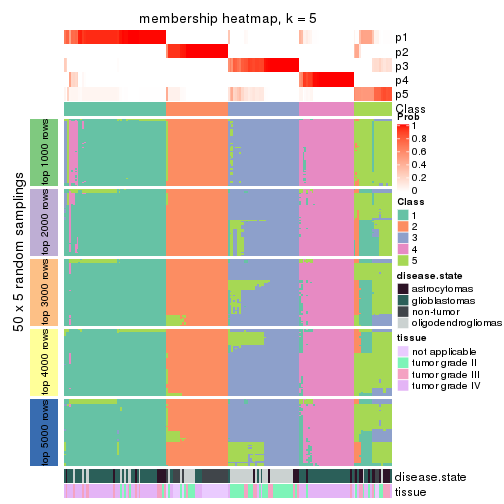 membership heatmap, k = 5
p1
p2
p3
p4
p5
Class
50 x 5 random samplings
top 1000 rows
top 2000 rows
top 3000 rows
top 4000 rows
top 5000 rows
disease.state
tissue
Prob
1
0.8
0.6
0.4
0.2
0
Class
1
2
3
4
5
disease.state
astrocytomas
glioblastomas
non-tumor
oligodendrogliomas
tissue
not applicable
tumor grade II
tumor grade III
tumor grade IV